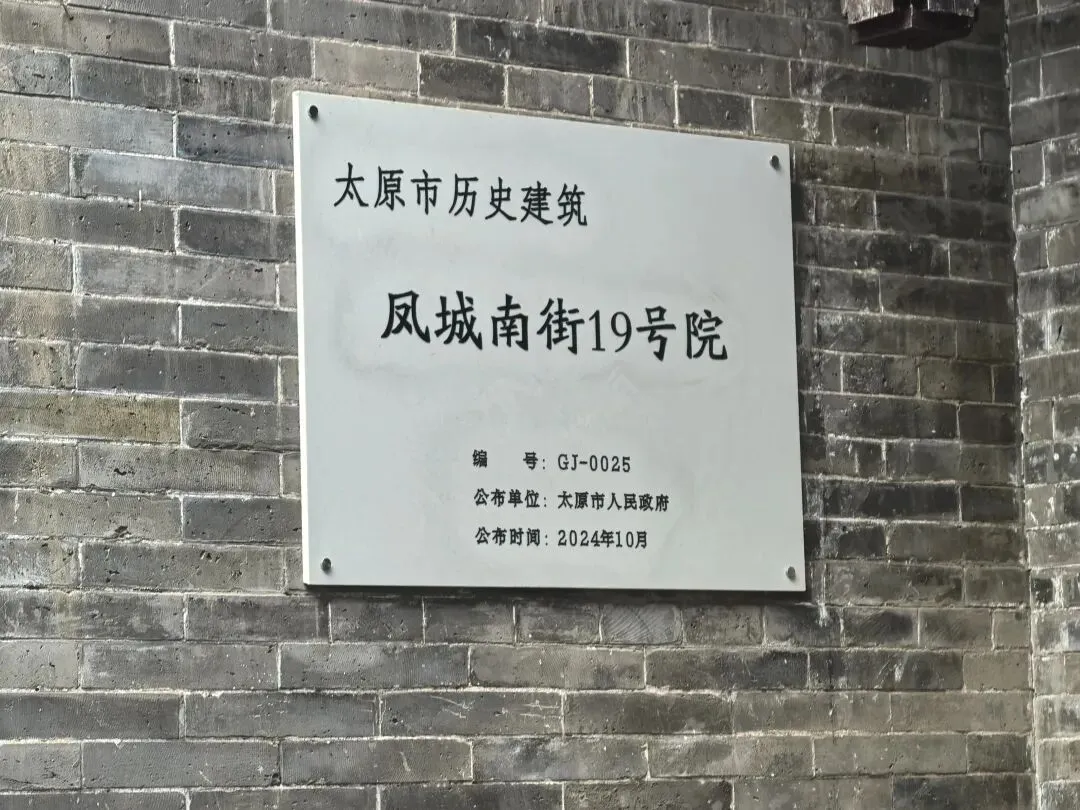 太原市历史建筑
凤城南街19号院
编　号：GJ-0025
公布单位：太原市人民政府
公布时间：2024年10月